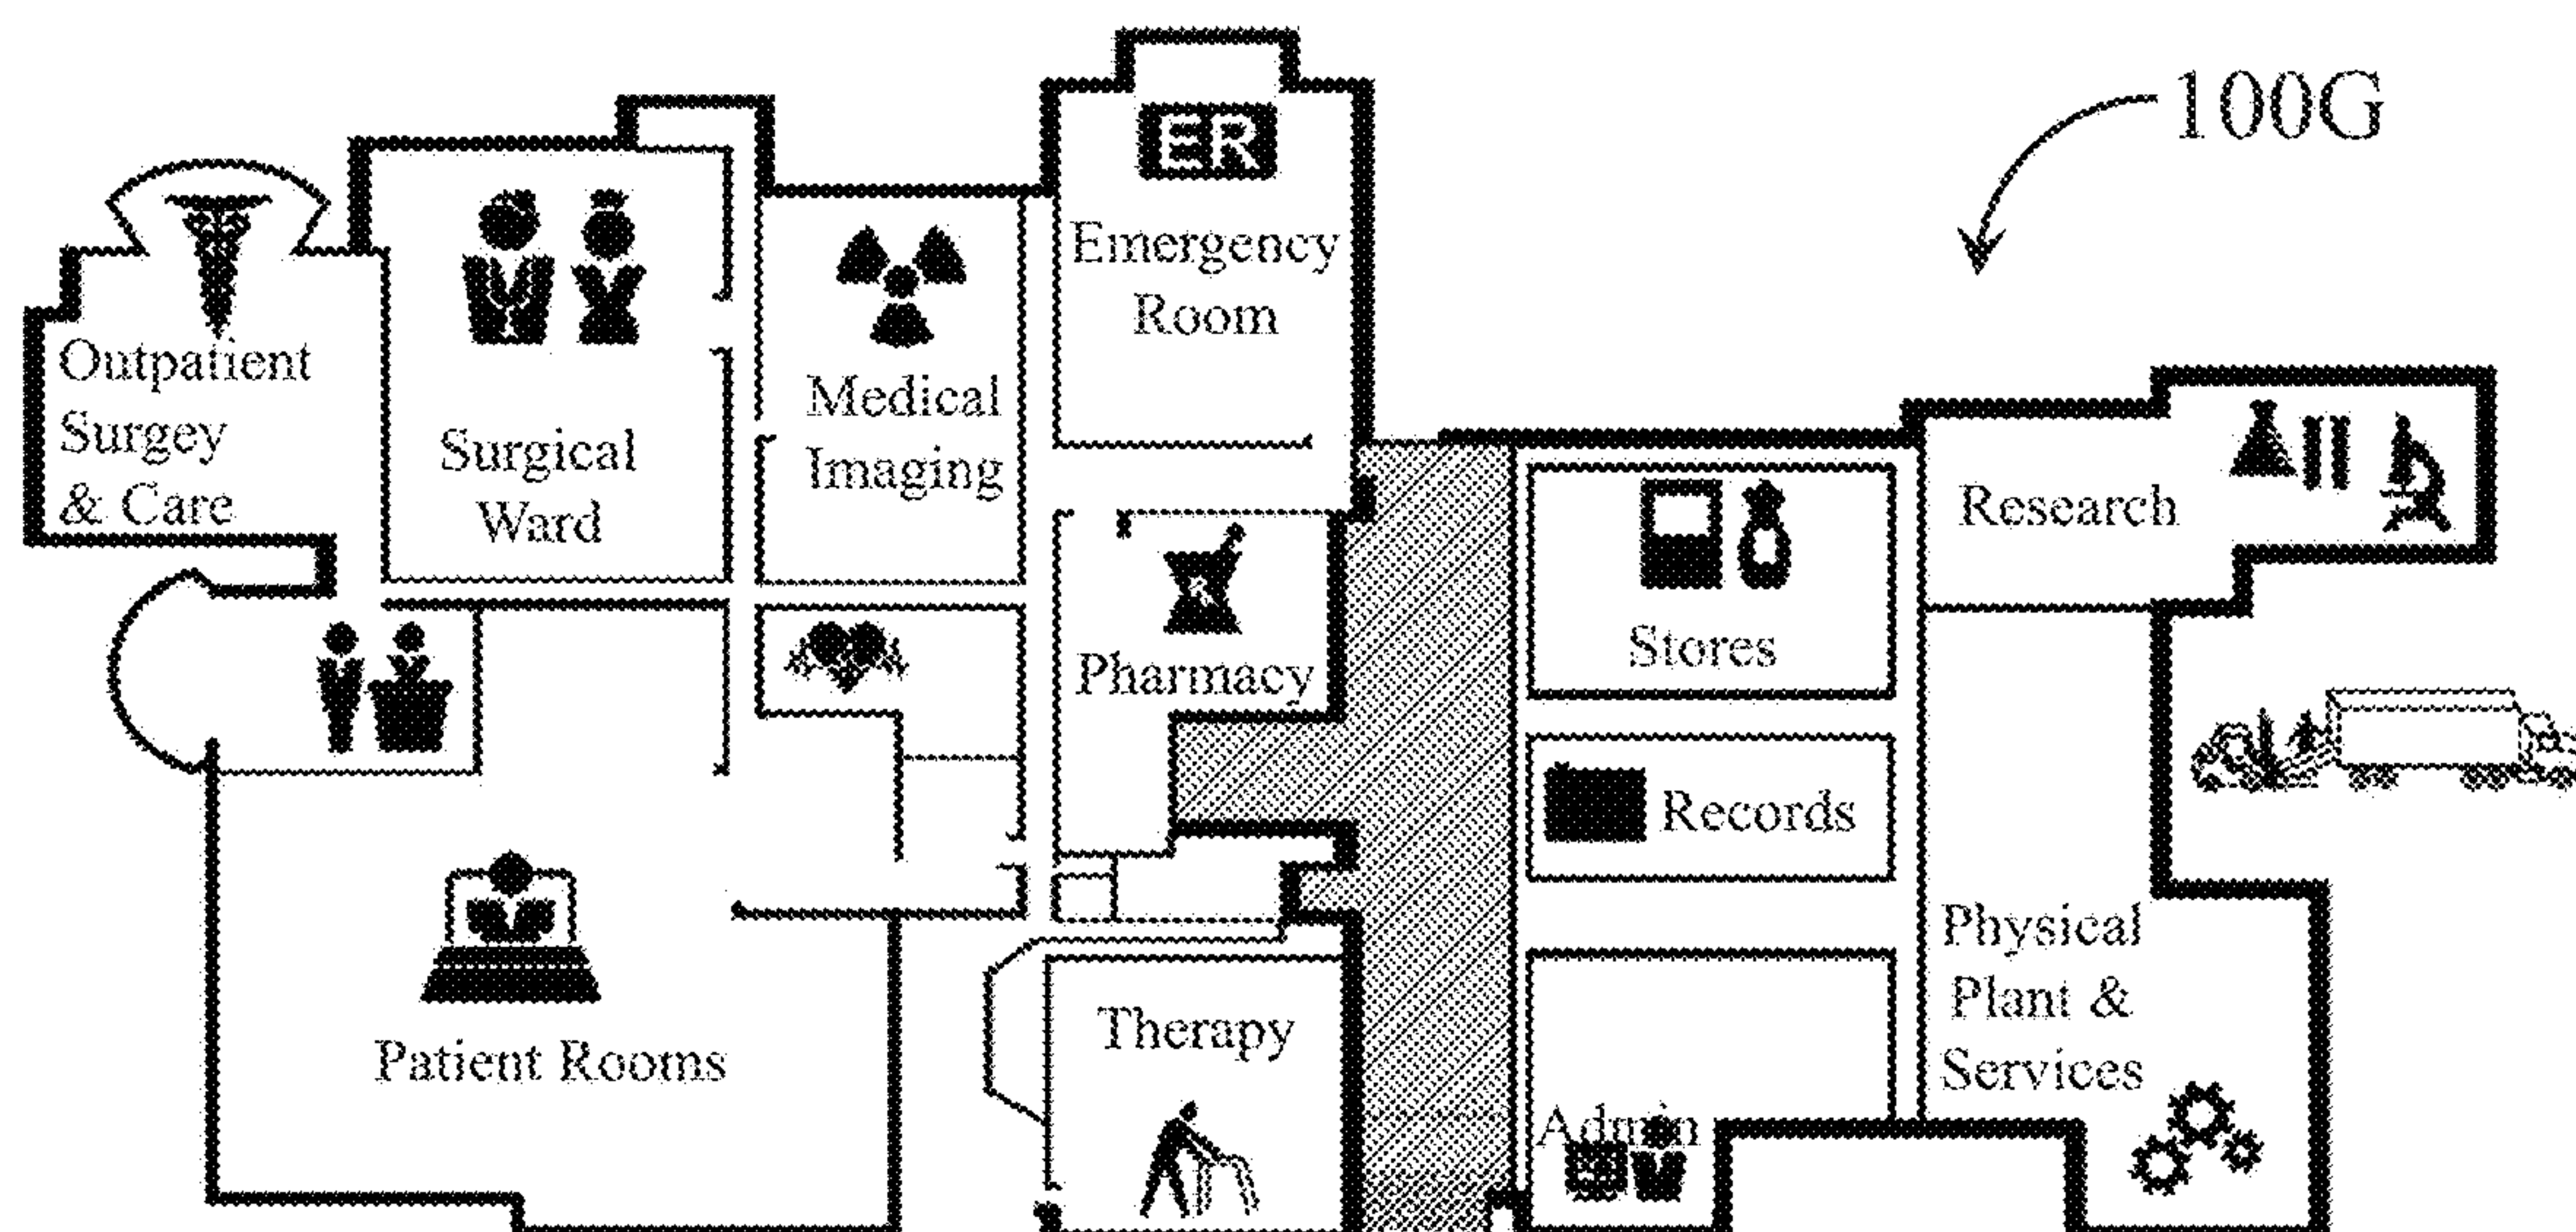 100G
ER
Emergency
Room
Outpatient
Surgey
& Care
Surgical
Ward
Medical
Imaging
Research
Stores
Pharmacy
Records
Physical
Plant &
Services
Patient Rooms
Therapy
Admin